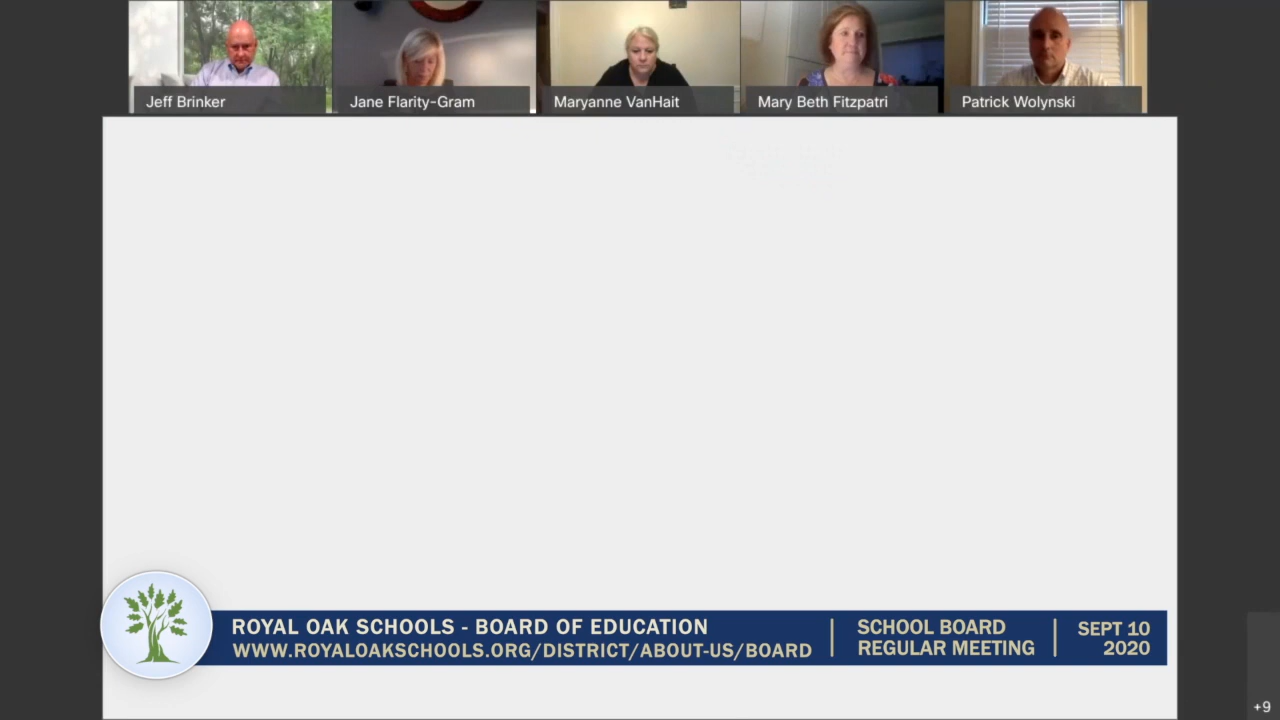 Jeff Brinker
Jane Flarity-Gram
Maryanne VanHait
Mary Beth Fitzpatri
Patrick Wolynski
ROYAL OAK SCHOOLS - BOARD OF EDUCATION
WWW.ROYALOAKSCHOOLS.ORG/DISTRICT/ABOUT-US/BOARD
SCHOOL BOARD
REGULAR MEETING
SEPT 10
2020
+9